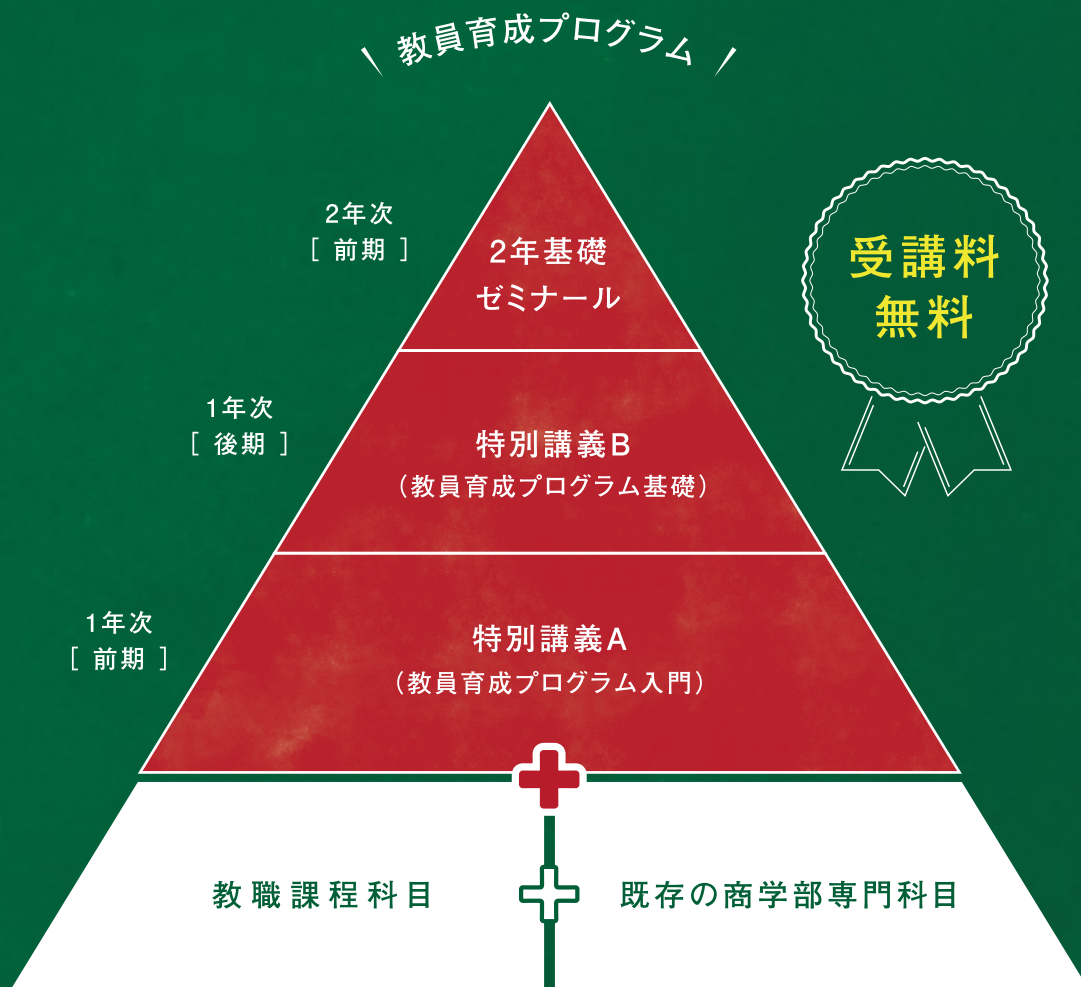 教員育成プログラム
2年次
［ 前期 ］
2年基礎
ゼミナール
受講料
無料
1年次
［ 後期 ］
特別講義B
（教員育成プログラム基礎）
1年次
［ 前期 ］
特別講義A
（教員育成プログラム入門）
教職課程科目
既存の商学部専門科目